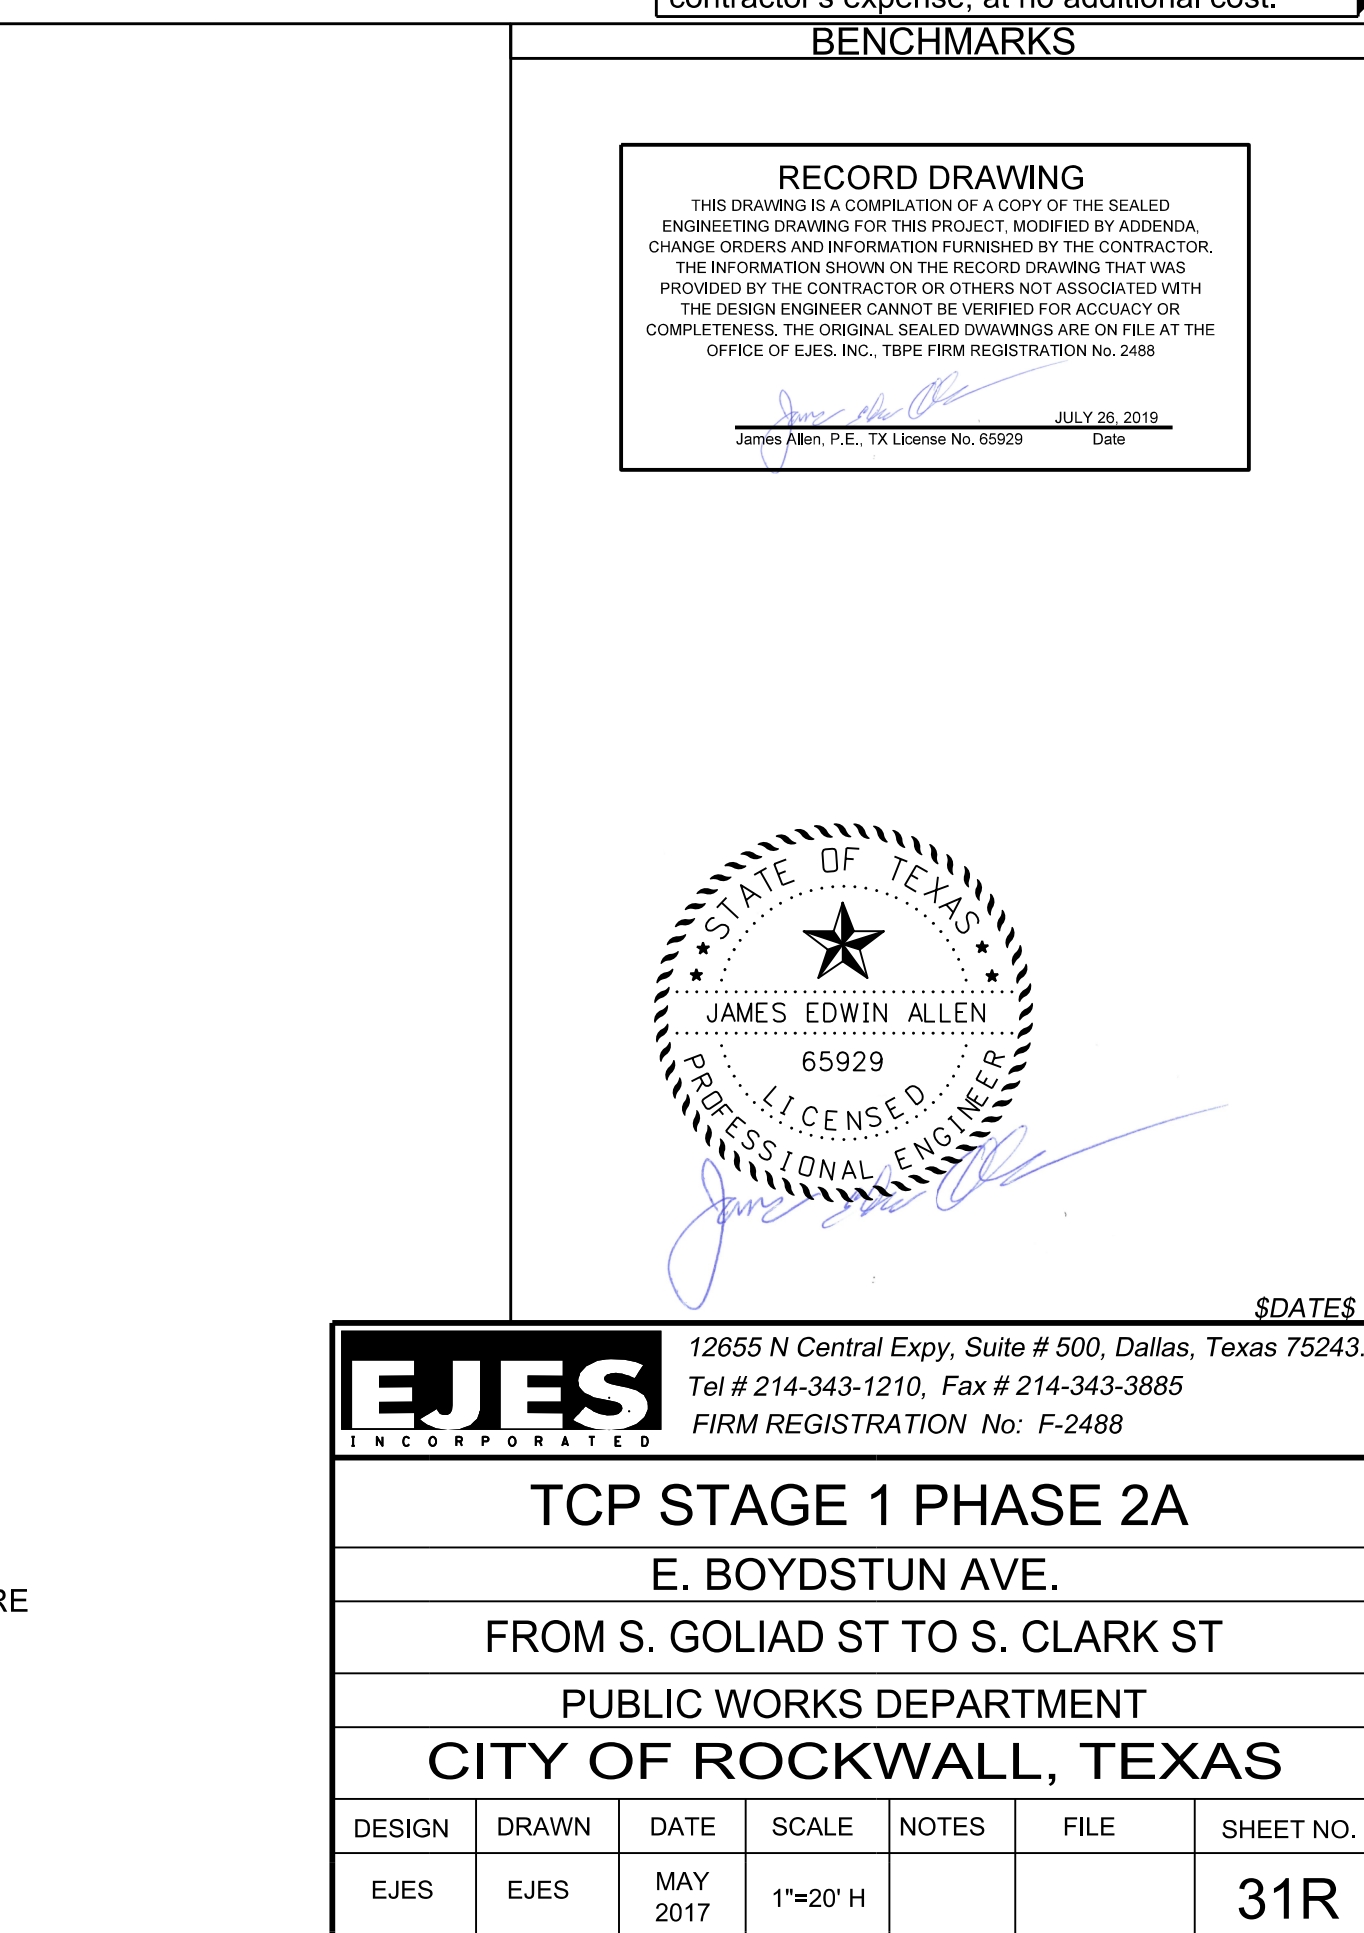 contractor's expense, at no additional cost.
BENCHMARKS
RECORD DRAWING
THIS DRAWING IS A COMPILATION OF A COPY OF THE SEALED
ENGINEETING DRAWING FOR THIS PROJECT, MODIFIED BY ADDENDA,
CHANGE ORDERS AND INFORMATION FURNISHED BY THE CONTRACTOR.
THE INFORMATION SHOWN ON THE RECORD DRAWING THAT WAS
PROVIDED BY THE CONTRACTOR OR OTHERS NOT ASSOCIATED WITH
THE DESIGN ENGINEER CANNOT BE VERIFIED FOR ACCUACY OR
COMPLETENESS. THE ORIGINAL SEALED DWAWINGS ARE ON FILE AT THE
OFFICE OF EJES. INC., TBPE FIRM REGISTRATION No. 2488
JULY 26, 2019
James Allen, P.E., TX License No. 65929 Date
STATE OF TEXAS
JAMES EDWIN ALLEN
65929
LICENSED
PROFESSIONAL ENGINEER
$DATE$
EJES
INCORPORATED
12655 N Central Expy, Suite # 500, Dallas, Texas 75243.
Tel # 214-343-1210, Fax # 214-343-3885
FIRM REGISTRATION No: F-2488
TCP STAGE 1 PHASE 2A
E. BOYDSTUN AVE.
RE
FROM S. GOLIAD ST TO S. CLARK ST
PUBLIC WORKS DEPARTMENT
CITY OF ROCKWALL, TEXAS
DESIGN DRAWN DATE SCALE NOTES FILE SHEET NO.
EJES EJES MAY 2017 1"=20' H 31R